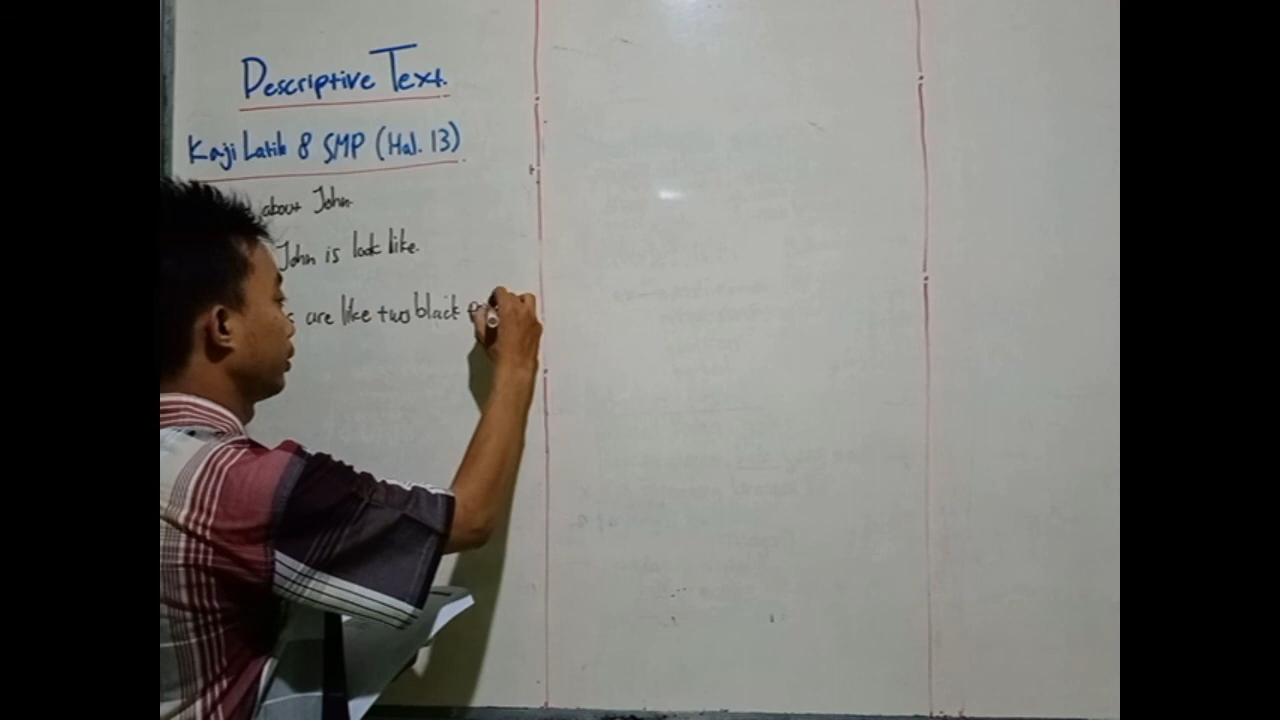 Descriptive Text.
Kaji Latih 8 SMP (Hal. 13)
about John
John is look like.
are like two black